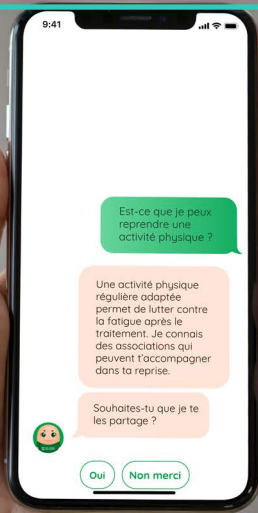 9:41
Est-ce que je peux
reprendre une
activité physique ?
Une activité physique
régulière adaptée
permet de lutter contre
la fatigue après le
traitement. Je connais
des associations qui
peuvent t'accompagner
dans ta reprise.
Souhaites-tu que je te
les partage ?
Oui Non merci